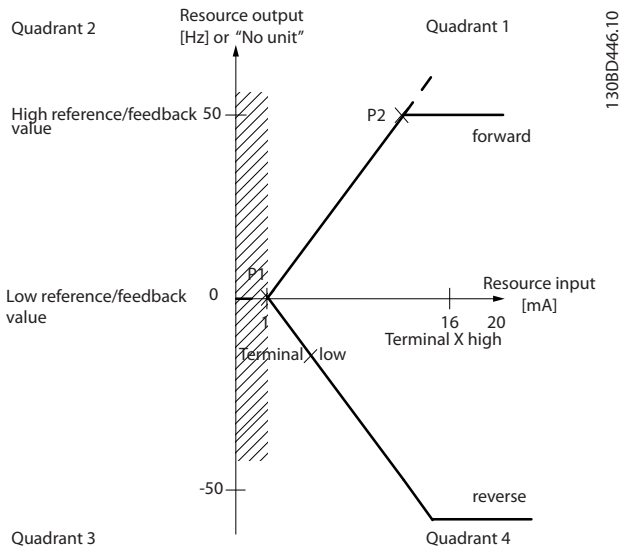 Quadrant 2
Resource output
[Hz] or "No unit"
Quadrant 1
130BD446.10
High reference/feedback
value
50
P2
forward
P1
Low reference/feedback
value
0
Resource input
[mA]
1
16
20
Terminal X low
Terminal X high
-50
reverse
Quadrant 3
Quadrant 4